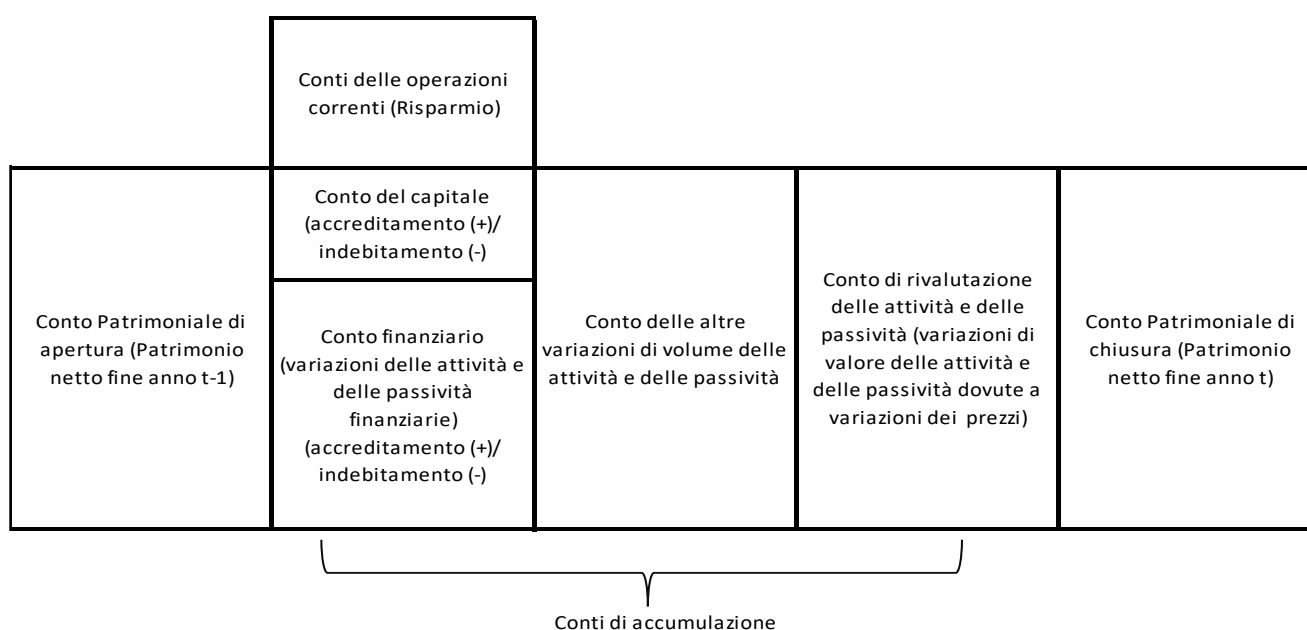 Conti delle operazioni
correnti (Risparmio)
Conto Patrimoniale di
apertura (Patrimonio
netto fine anno t-1)
Conto del capitale
(accreditamento (+)/
indebitamento (-)
Conto finanziario
(variazioni delle attività e
delle passività
finanziarie)
(accreditamento (+)/
indebitamento (-)
Conto delle altre
variazioni di volume delle
attività e delle passività
Conto di rivalutazione
delle attività e delle
passività (variazioni di
valore delle attività e
delle passività dovute a
variazioni dei prezzi)
Conto Patrimoniale di
chiusura (Patrimonio
netto fine anno t)
Conti di accumulazione